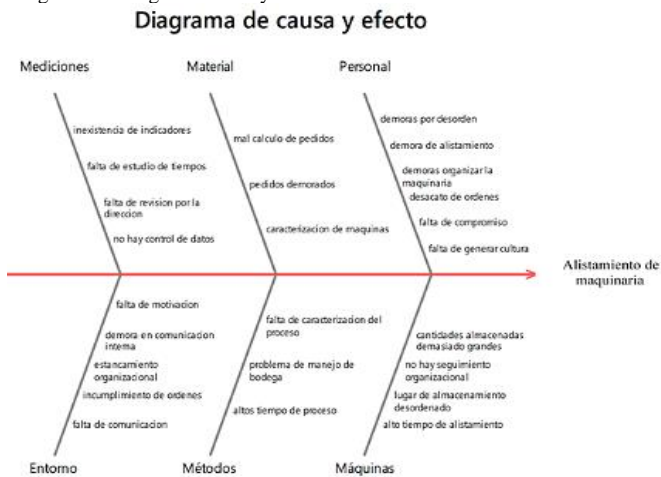 Diagrama de causa y efecto
Mediciones
Material
Personal
inexistencia de indicadores
falta de estudio de tiempos
falta de revision por la
direccion
no hay control de datos
mal calculo de pedidos
pedidos demorados
caracterizacion de maquinas
demoras por desorden
demora de alistamiento
demoras organizar la
maquinaria
desacato de ordenes
falta de compromiso
falta de generar cultura
Alistamiento de
maquinaria
falta de motivacion
demora en comunicacion
interna
estancamiento
organizacional
incumplimiento de ordenes
falta de comunicacion
falta de caracterizacion del
proceso
problema de manejo de
bodega
altos tiempo de proceso
cantidades almacenadas
demasiado grandes
no hay seguimiento
organizacional
lugar de almacenamiento
desordenado
alto tiempo de alistamiento
Entorno
Métodos
Máquinas